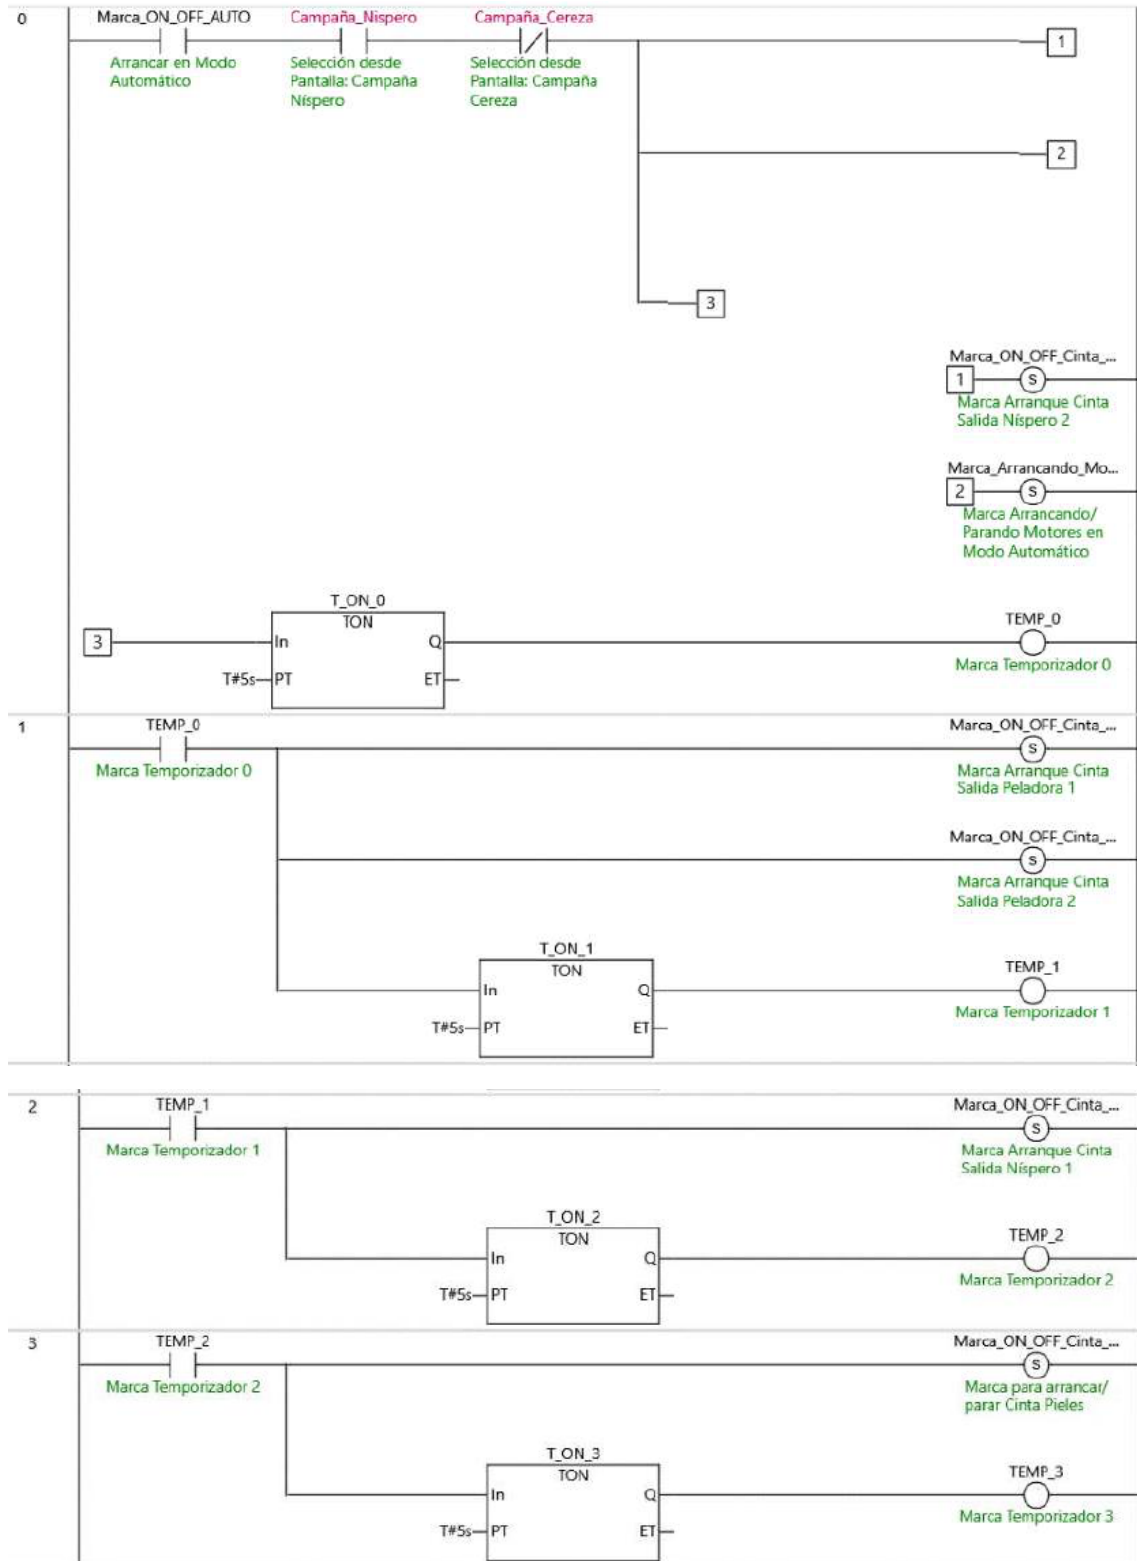 0
Marca_ON_OFF_AUTO Campaña_Nispero Campaña_Cereza
Arrancar en Modo
Automático
Selección desde
Pantalla: Campaña
Níspero
Selección desde
Pantalla: Campaña
Cereza
1
2
3
Marca_ON_OFF_Cinta_...
1 S
Marca Arranque Cinta
Salida Níspero 2
Marca_Arrancando_Mo...
2 S
Marca Arrancando/
Parando Motores en
Modo Automático
T_ON_0
TON
TEMP_0
3 In Q
Marca Temporizador 0
T#5s PT ET
1
TEMP_0
Marca Temporizador 0
Marca_ON_OFF_Cinta_...
S
Marca Arranque Cinta
Salida Peladora 1
Marca_ON_OFF_Cinta_...
S
Marca Arranque Cinta
Salida Peladora 2
T_ON_1
TON
TEMP_1
In Q
Marca Temporizador 1
T#5s PT ET
2
TEMP_1
Marca Temporizador 1
Marca_ON_OFF_Cinta_...
S
Marca Arranque Cinta
Salida Níspero 1
T_ON_2
TON
TEMP_2
In Q
Marca Temporizador 2
T#5s PT ET
3
TEMP_2
Marca Temporizador 2
Marca_ON_OFF_Cinta_...
S
Marca para arrancar/
parar Cinta Pieles
T_ON_3
TON
TEMP_3
In Q
Marca Temporizador 3
T#5s PT ET